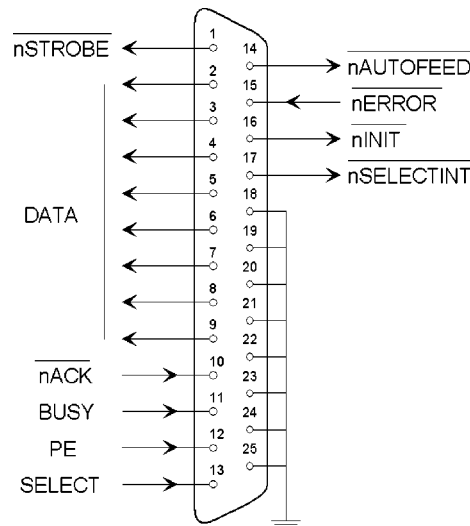 nSTROBE
DATA
nACK
BUSY
PE
SELECT
1
2
3
4
5
6
7
8
9
10
11
12
13
14
15
16
17
18
19
20
21
22
23
24
25
nAUTOFEED
nERROR
nINIT
nSELECTINT